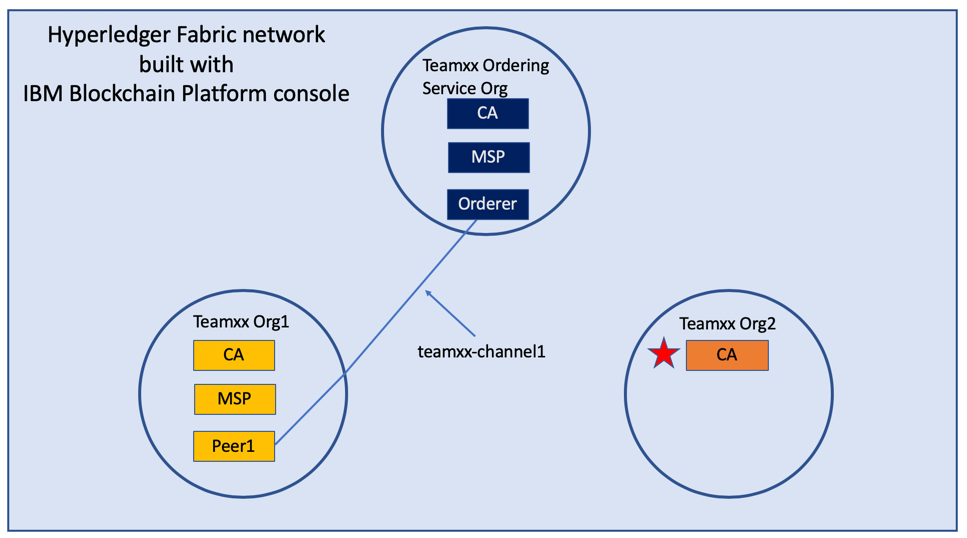 Hyperledger Fabric network
built with
IBM Blockchain Platform console
Teamxx Ordering
Service Org
CA
MSP
Orderer
Teamxx Org1
CA
MSP
Peer1
teamxx-channel1
Teamxx Org2
CA